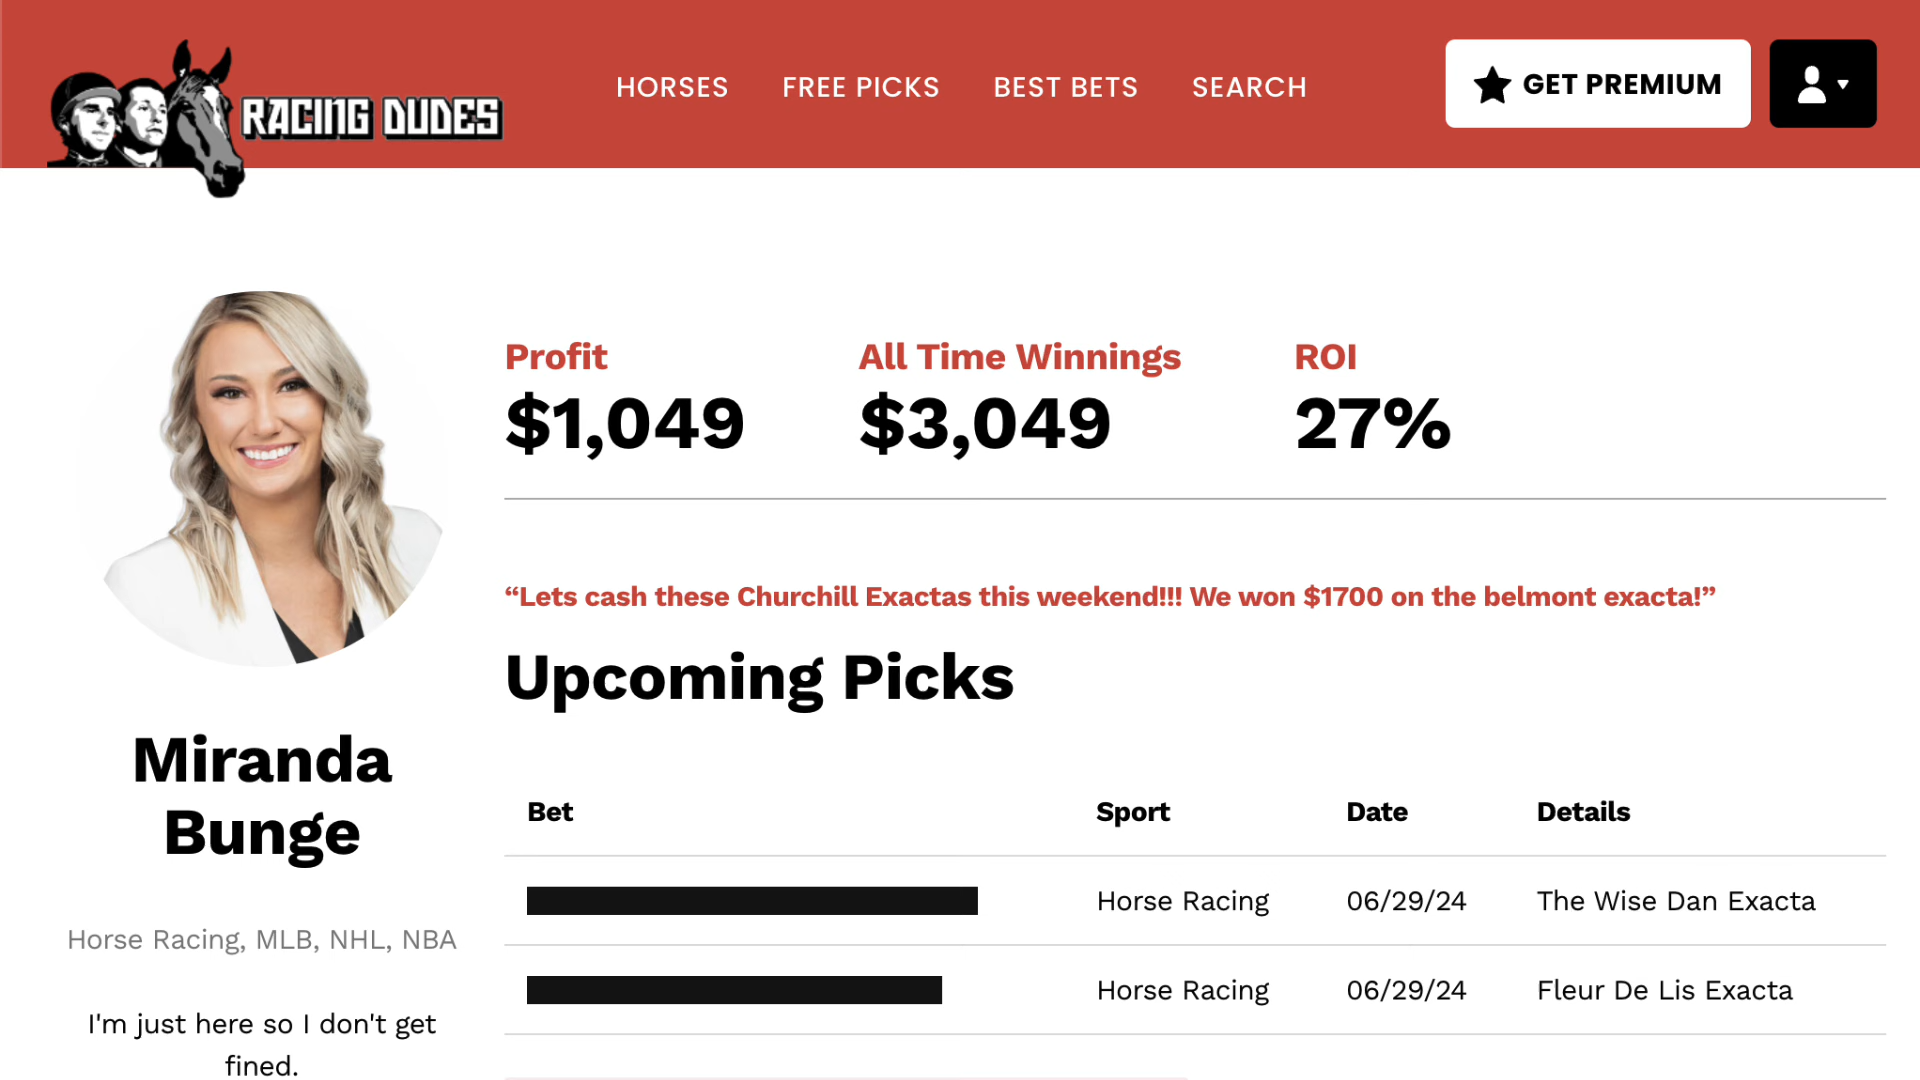 RACING DUDES
HORSES FREE PICKS BEST BETS SEARCH
GET PREMIUM
Profit
$1,049
All Time Winnings
$3,049
ROI
27%
“Lets cash these Churchill Exactas this weekend!!! We won $1700 on the belmont exacta!”
Upcoming Picks
Miranda
Bunge
Horse Racing, MLB, NHL, NBA
I'm just here so I don't get
fined.
Bet Sport Date Details
Horse Racing 06/29/24 The Wise Dan Exacta
Horse Racing 06/29/24 Fleur De Lis Exacta